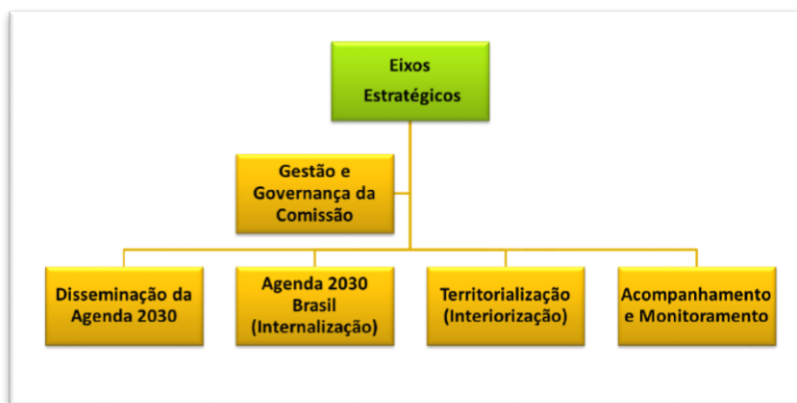 Eixos
Estratégicos
Gestão e
Governança da
Comissão
Disseminação da
Agenda 2030
Agenda 2030
Brasil
(Internalização)
Territorialização
(Interiorização)
Acompanhamento
e Monitoramento